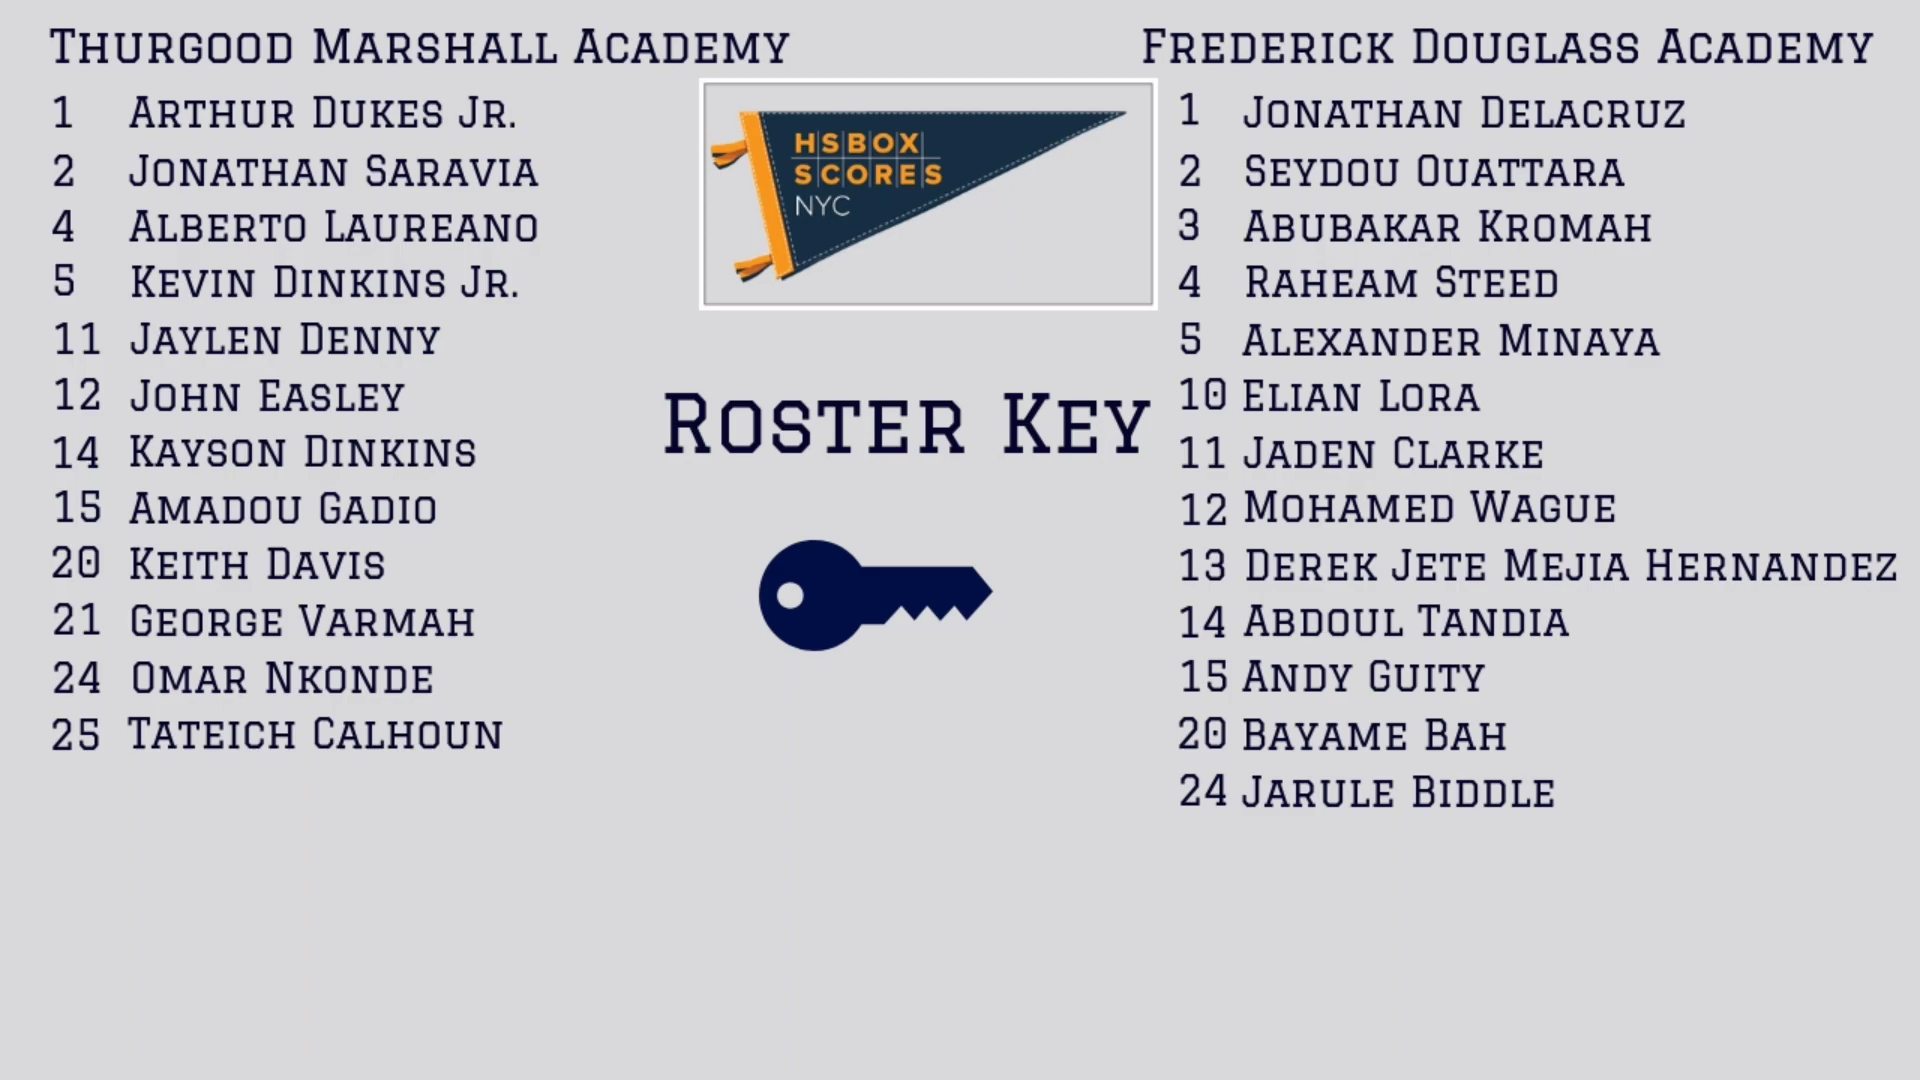 Thurgood Marshall Academy
1 Arthur Dukes Jr.
2 Jonathan Saravia
4 Alberto Laureano
5 Kevin Dinkins Jr.
11 Jaylen Denny
12 John Easley
14 Kayson Dinkins
15 Amadou Gadio
20 Keith Davis
21 George Varmah
24 Omar Nkonde
25 Tateich Calhoun
HSBOX
SCORES
NYC
Roster Key
Frederick Douglass Academy
1 Jonathan Delacruz
2 Seydou Ouattara
3 Abubakar Kromah
4 Raheam Steed
5 Alexander Minaya
10 Elian Lora
11 Jaden Clarke
12 Mohamed Wague
13 Derek Jete Mejia Hernandez
14 Abdoul Tandia
15 Andy Guity
20 Bayame Bah
24 Jarule Biddle